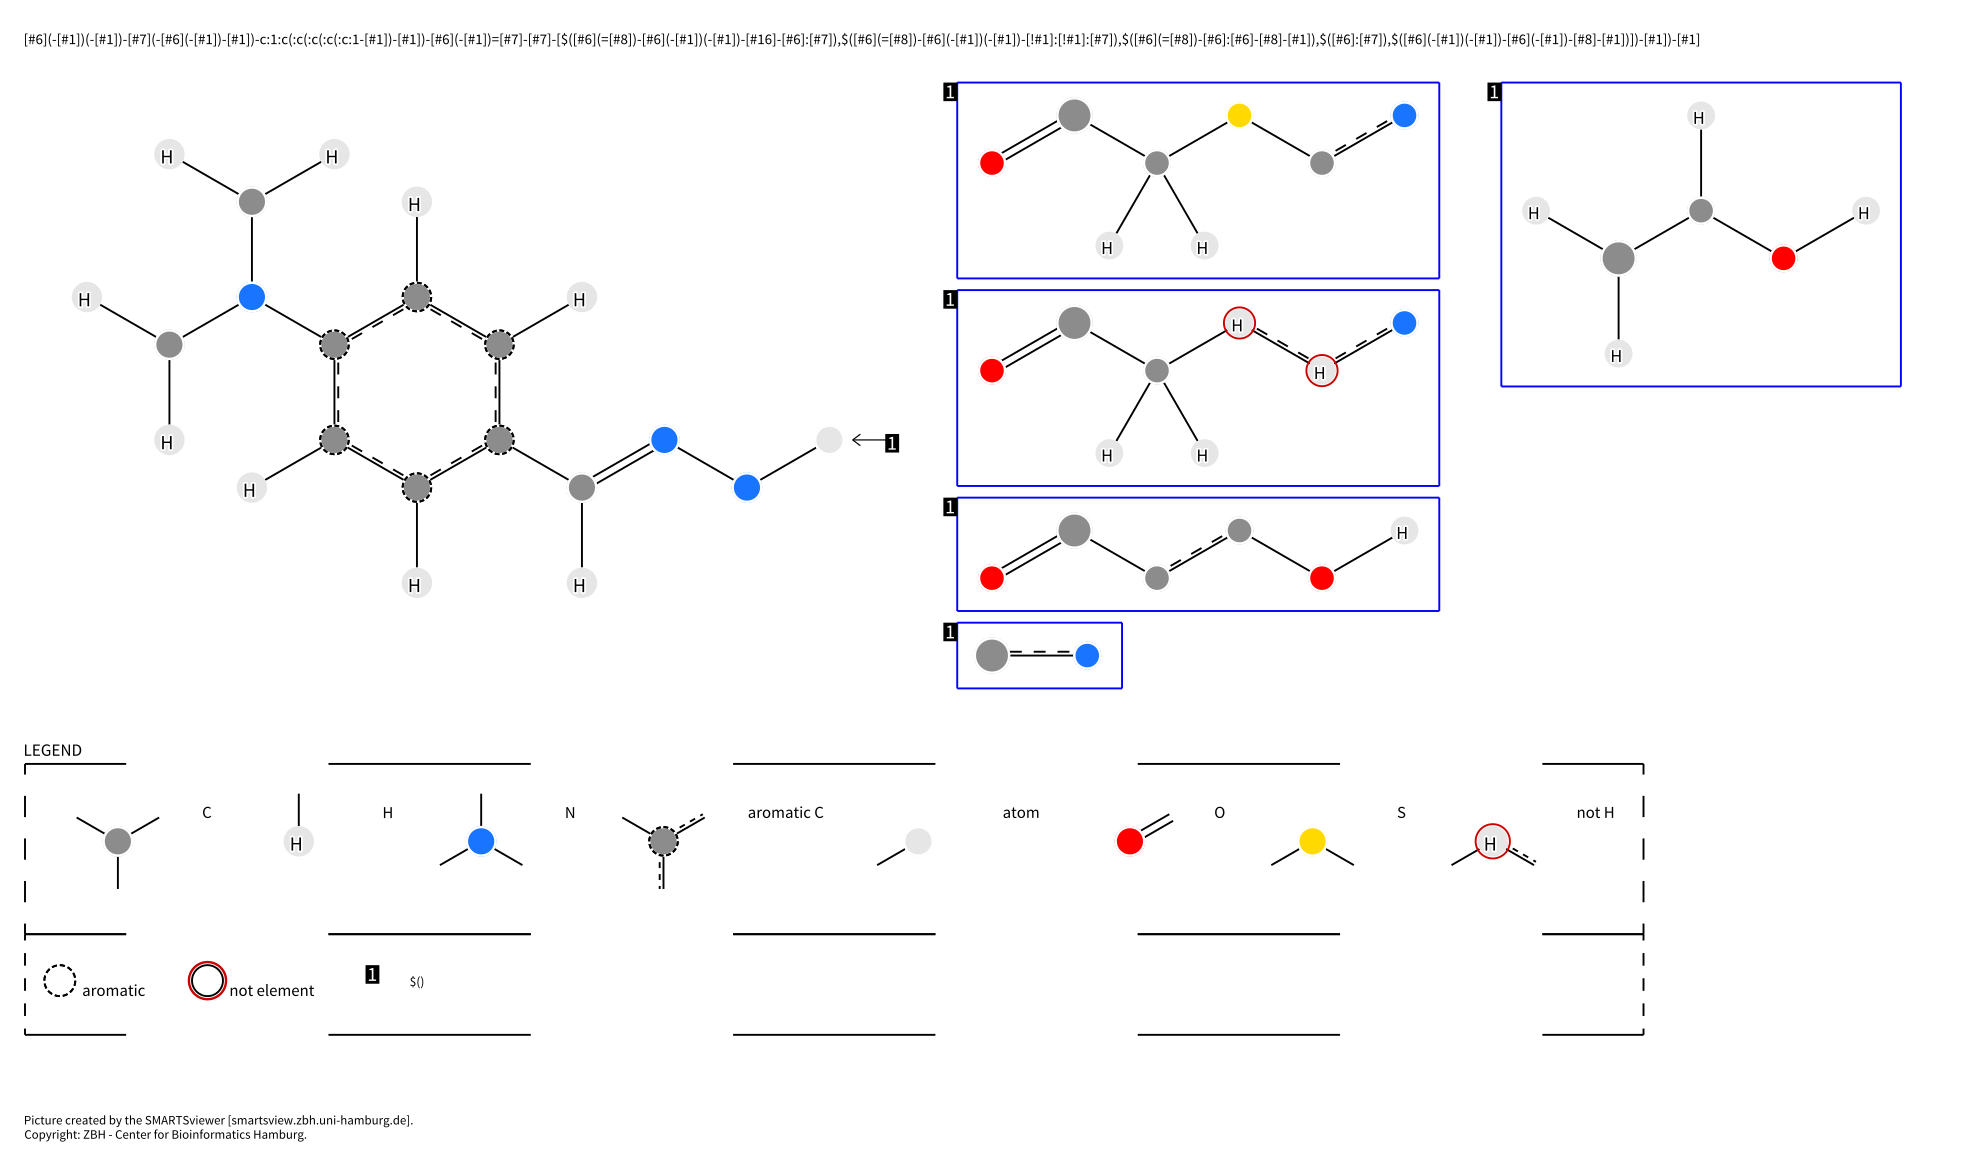 [#6](-[#1])(-[#1])-[#7](-[#6](-[#1])-[#1])-c:1:c(:c(:c(:c(:c:1-[#1])-[#1])-[#6](-[#1])=[#7]-[#7]-[$([#6](=[#8])-[#6](-[#1])(-[#1])-[#16]-[#6]:[#7]),$([#6](=[#8])-[#6](-[#1])(-[#1])-[!#1]:[!#1]:[#7]),$([#6](=[#8])-[#6]:[#6]-[#8]-[#1]),$([#6]:[#7]),$([#6](-[#1])(-[#1])-[#6](-[#1])-[#8]-[#1])])-[#1])-[#1]
1
1
H
H
H
H
H
H
H
H
H
H
1
H
H
H
1
H
H
H
H
H
H
1
H
H
H
1
LEGEND
C
H
H
N
aromatic C
atom
O
S
H
not H
aromatic
not element
1
$()
Picture created by the SMARTSviewer [smartsview.zbh.uni-hamburg.de].
Copyright: ZBH - Center for Bioinformatics Hamburg.